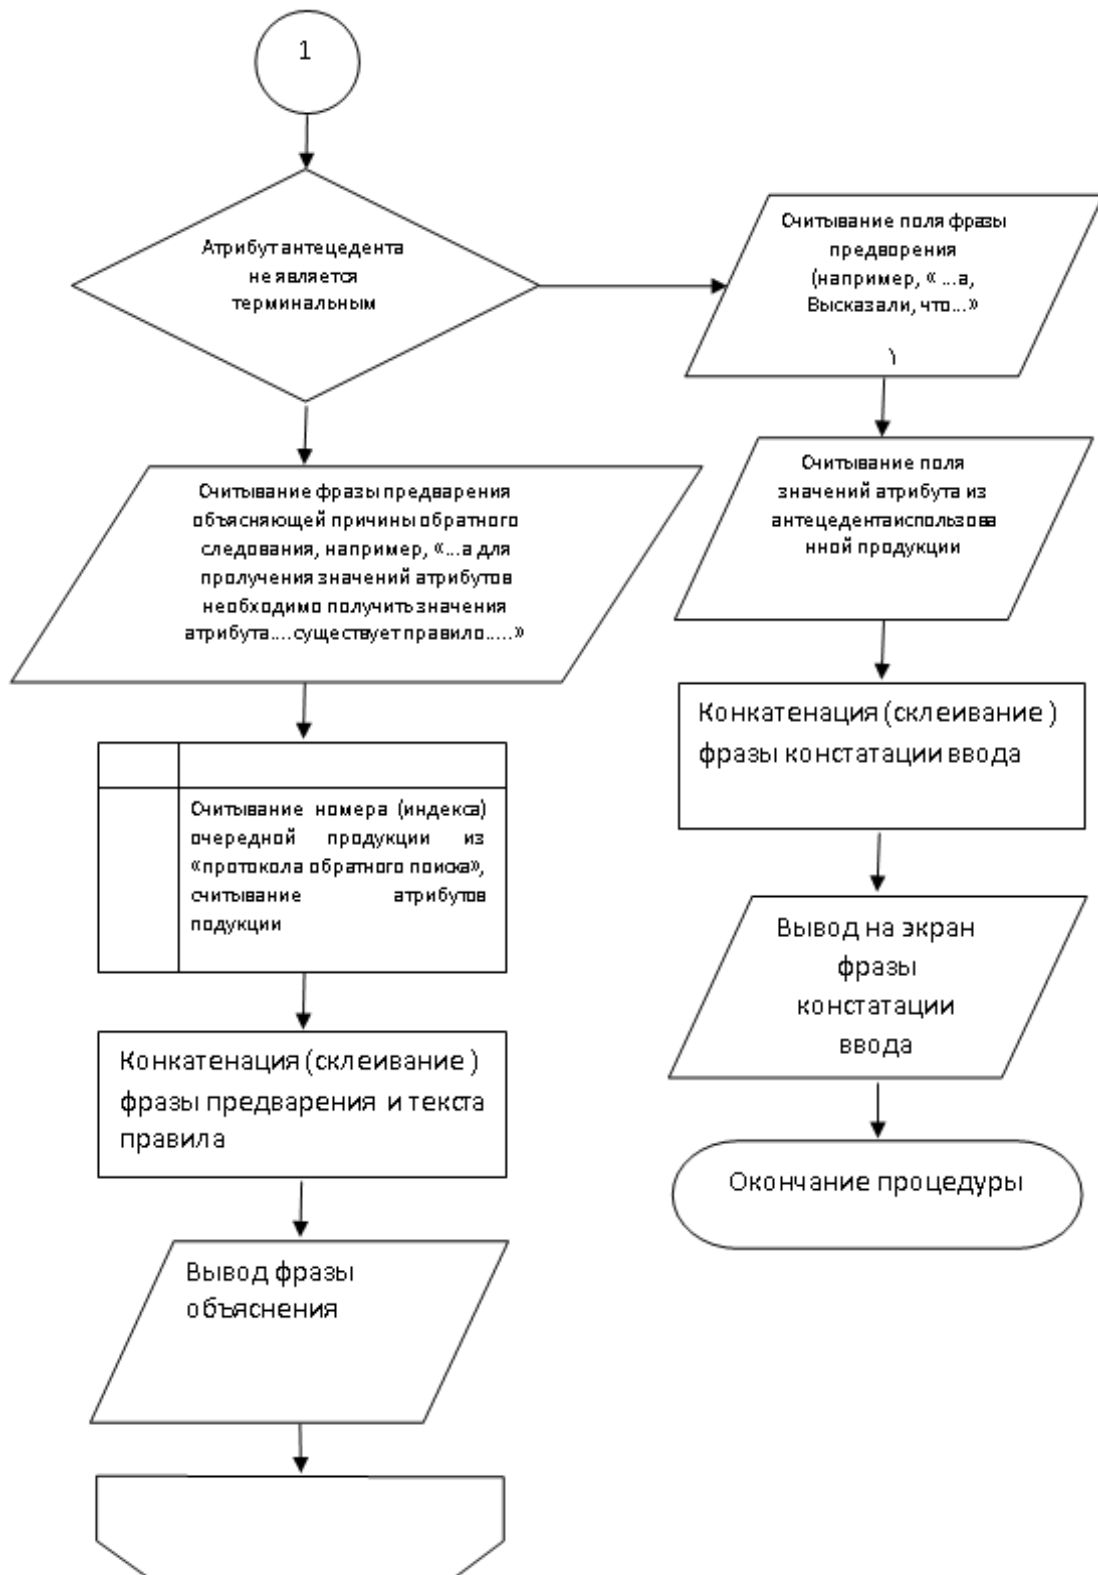 1
Атрибут антецедента
не является
терминальным
Считывание поля фразы
предворения
(например, « ...а,
Высказали, что...»
)
Считывание фразы предварения
объясняющей причины обратного
следования, например, «...а для
пролучения значений атрибутов
необходимо получить значения
атрибута....существует правило.....»
Считывание поля
значений атрибута из
антецедентаиспользова
нной продукции
Считывание номера (индекса)
очередной продукции из
«протокола обратного поиска»,
считывание атрибутов
подукции
Конкатенация (склеивание )
фразы констатации ввода
Конкатенация (склеивание )
фразы предварения и текста
правила
Вывод на экран
фразы
констатации
ввода
Вывод фразы
объяснения
Окончание процедуры